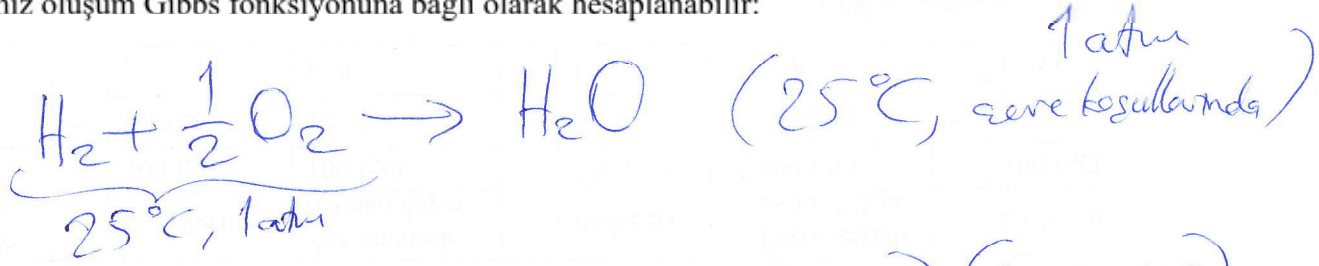 niz oluşum Gibbs fonksiyonuna bağlı olarak hesaplanabilir:
1 atm
H₂ + 1/2 O₂ → H₂O (25°C, çevre koşullarında)
25°C, 1 atm